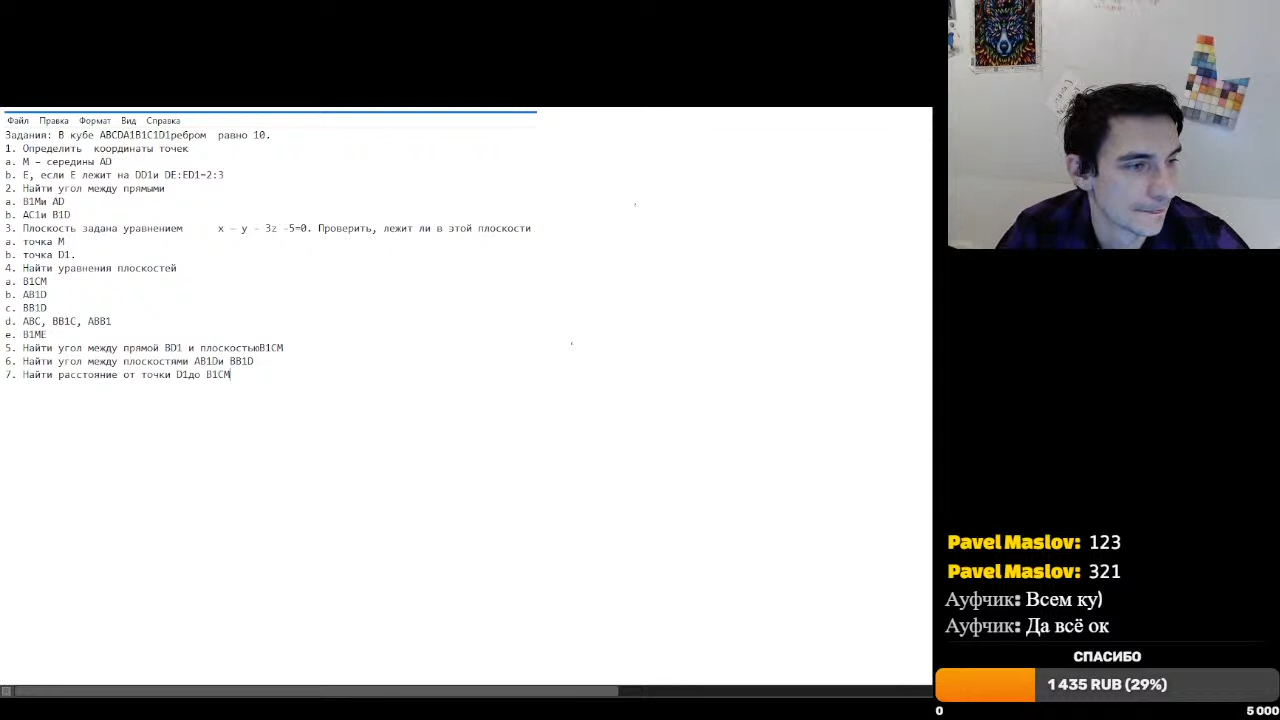 Файл Правка Формат Вид Справка
Задания: В кубе ABCDA1B1C1D1ребром равно 10.
1. Определить координаты точек
a. M – середины AD
b. E, если E лежит на DD1и DE:ED1=2:3
2. Найти угол между прямыми
a. B1Mи AD
b. AC1и B1D
3. Плоскость задана уравнением x – y – 3z -5=0. Проверить, лежит ли в этой плоскости
a. точка M
b. точка D1.
4. Найти уравнения плоскостей
a. B1CM
b. AB1D
c. BB1D
d. ABC, BB1C, ABB1
e. B1ME
5. Найти угол между прямой BD1 и плоскостьюB1CM
6. Найти угол между плоскостями AB1Dи BB1D
7. Найти расстояние от точки D1до B1CM
Pavel Maslov: 123
Pavel Maslov: 321
Ауфчик: Всем ку)
Ауфчик: Да всё ок
СПАСИБО
1 435 RUB (29%)
0 5 000